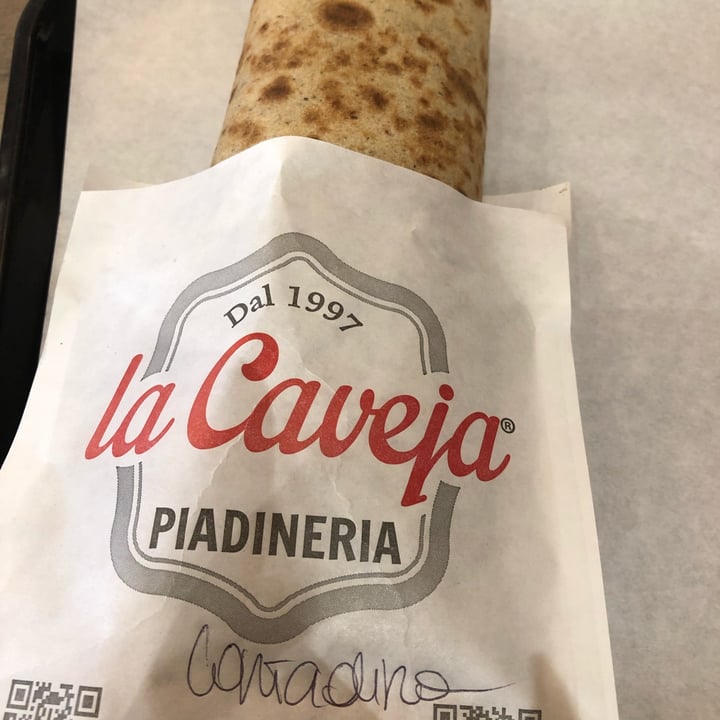 Dal 1997
la Caveja®
PIADINERIA
Contadino